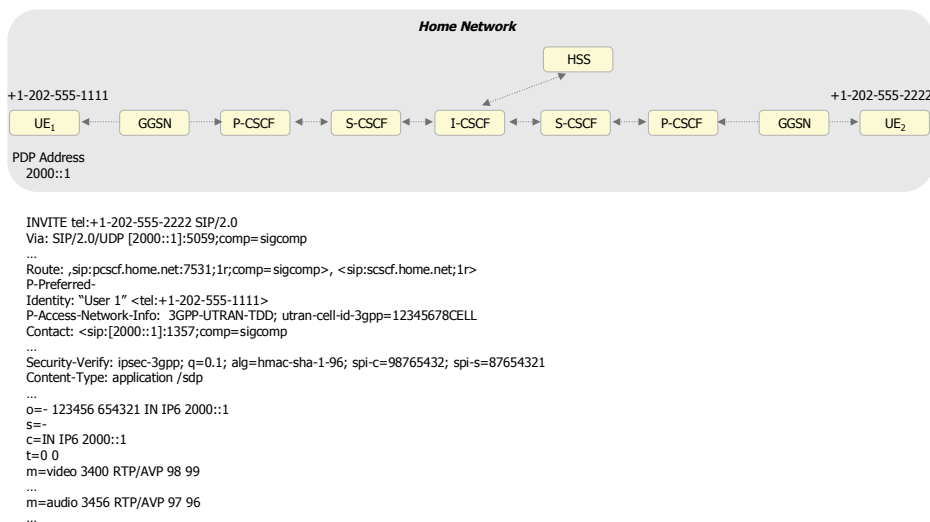 Home Network
HSS
+1-202-555-1111
+1-202-555-2222
UE1
GGSN
P-CSCF
S-CSCF
I-CSCF
S-CSCF
P-CSCF
GGSN
UE2
PDP Address
2000::1
INVITE tel:+1-202-555-2222 SIP/2.0
Via: SIP/2.0/UDP [2000::1]:5059;comp=sigcomp
…
Route: ,sip:pcscf.home.net:7531;1r;comp=sigcomp>, <sip:scscf.home.net;1r>
P-Preferred-
Identity: “User 1” <tel:+1-202-555-1111>
P-Access-Network-Info: 3GPP-UTRAN-TDD; utran-cell-id-3gpp=12345678CELL
Contact: <sip:[2000::1]:1357;comp=sigcomp
…
Security-Verify: ipsec-3gpp; q=0.1; alg=hmac-sha-1-96; spi-c=98765432; spi-s=87654321
Content-Type: application /sdp
…
o=- 123456 654321 IN IP6 2000::1
s=-
c=IN IP6 2000::1
t=0 0
m=video 3400 RTP/AVP 98 99
…
m=audio 3456 RTP/AVP 97 96
…